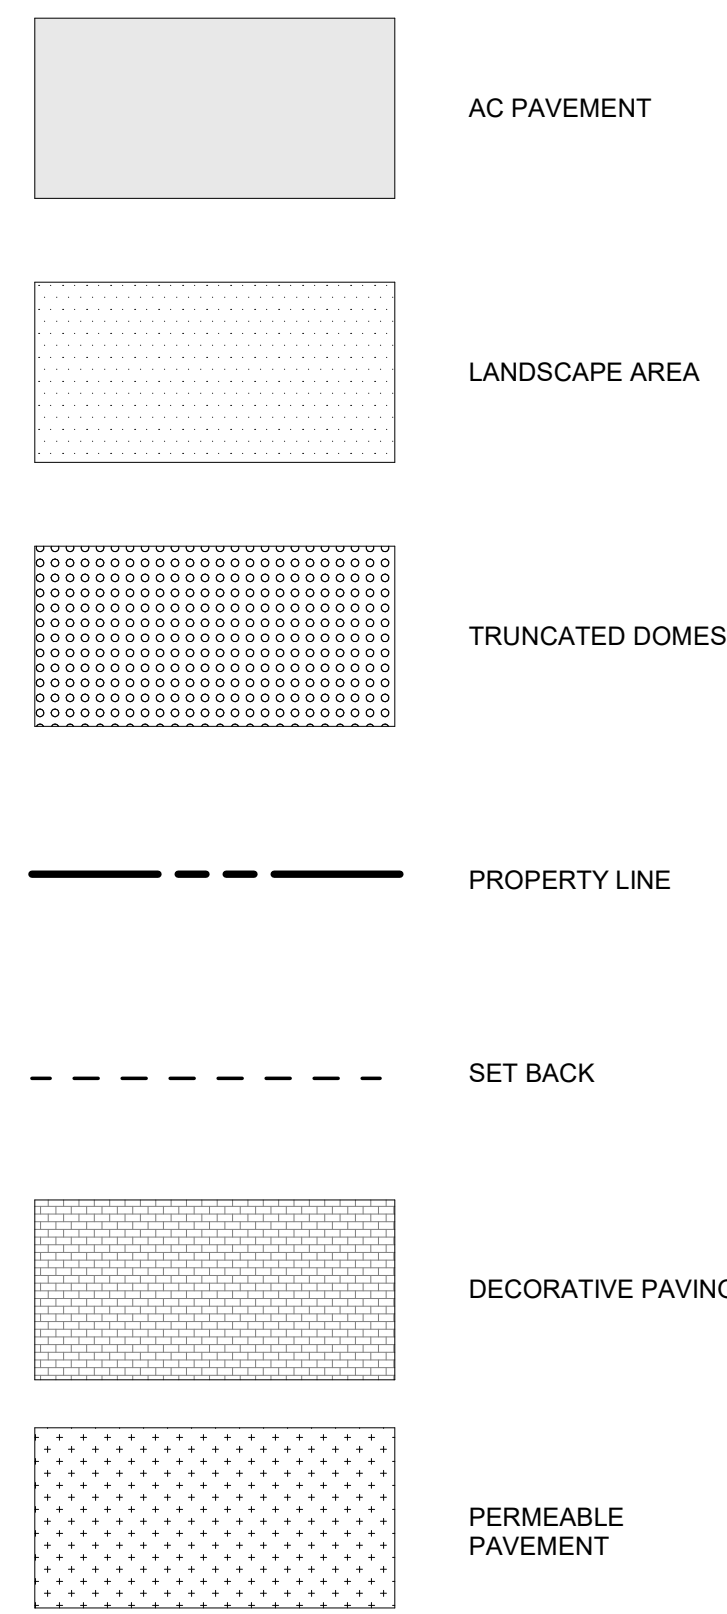 AC PAVEMENT
LANDSCAPE AREA
TRUNCATED DOMES
PROPERTY LINE
SET BACK
DECORATIVE PAVING
PERMEABLE
PAVEMENT